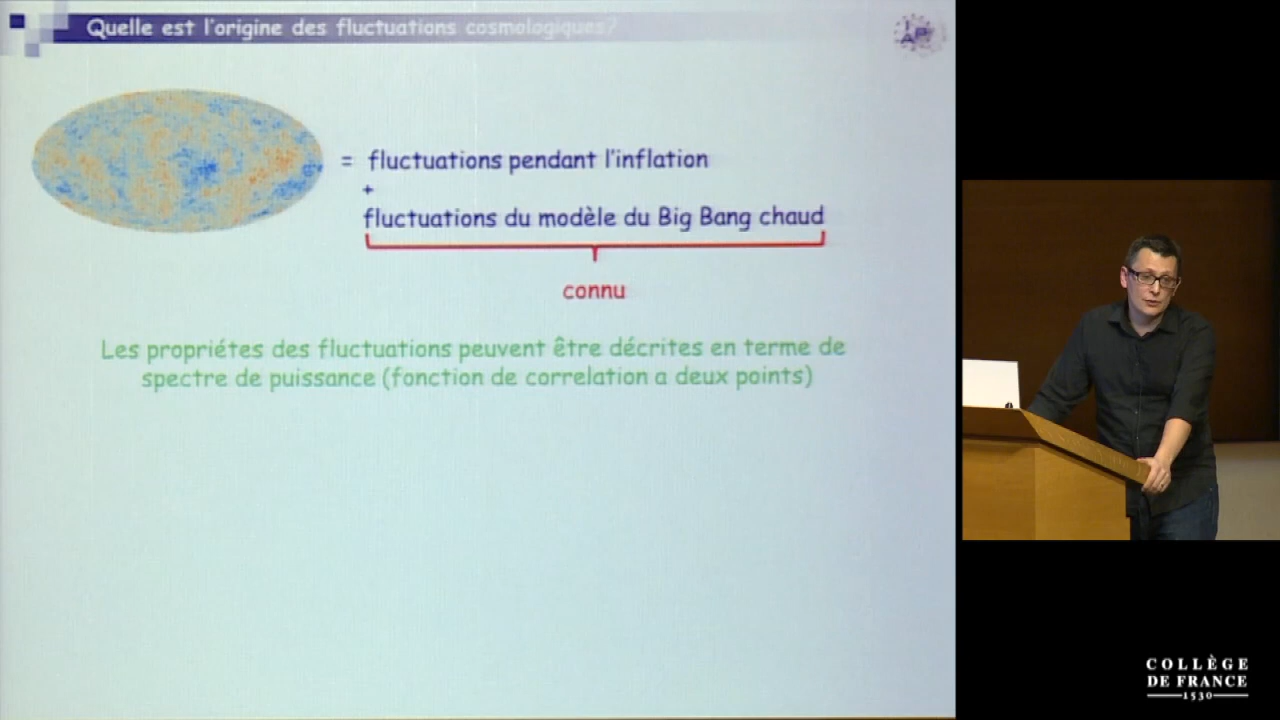 Quelle est l'origine des fluctuations cosmologiques?
= fluctuations pendant l'inflation
+
fluctuations du modèle du Big Bang chaud
connu
Les propriétes des fluctuations peuvent être décrites en terme de
spectre de puissance (fonction de correlation a deux points)
COLLÈGE
DE FRANCE
1530